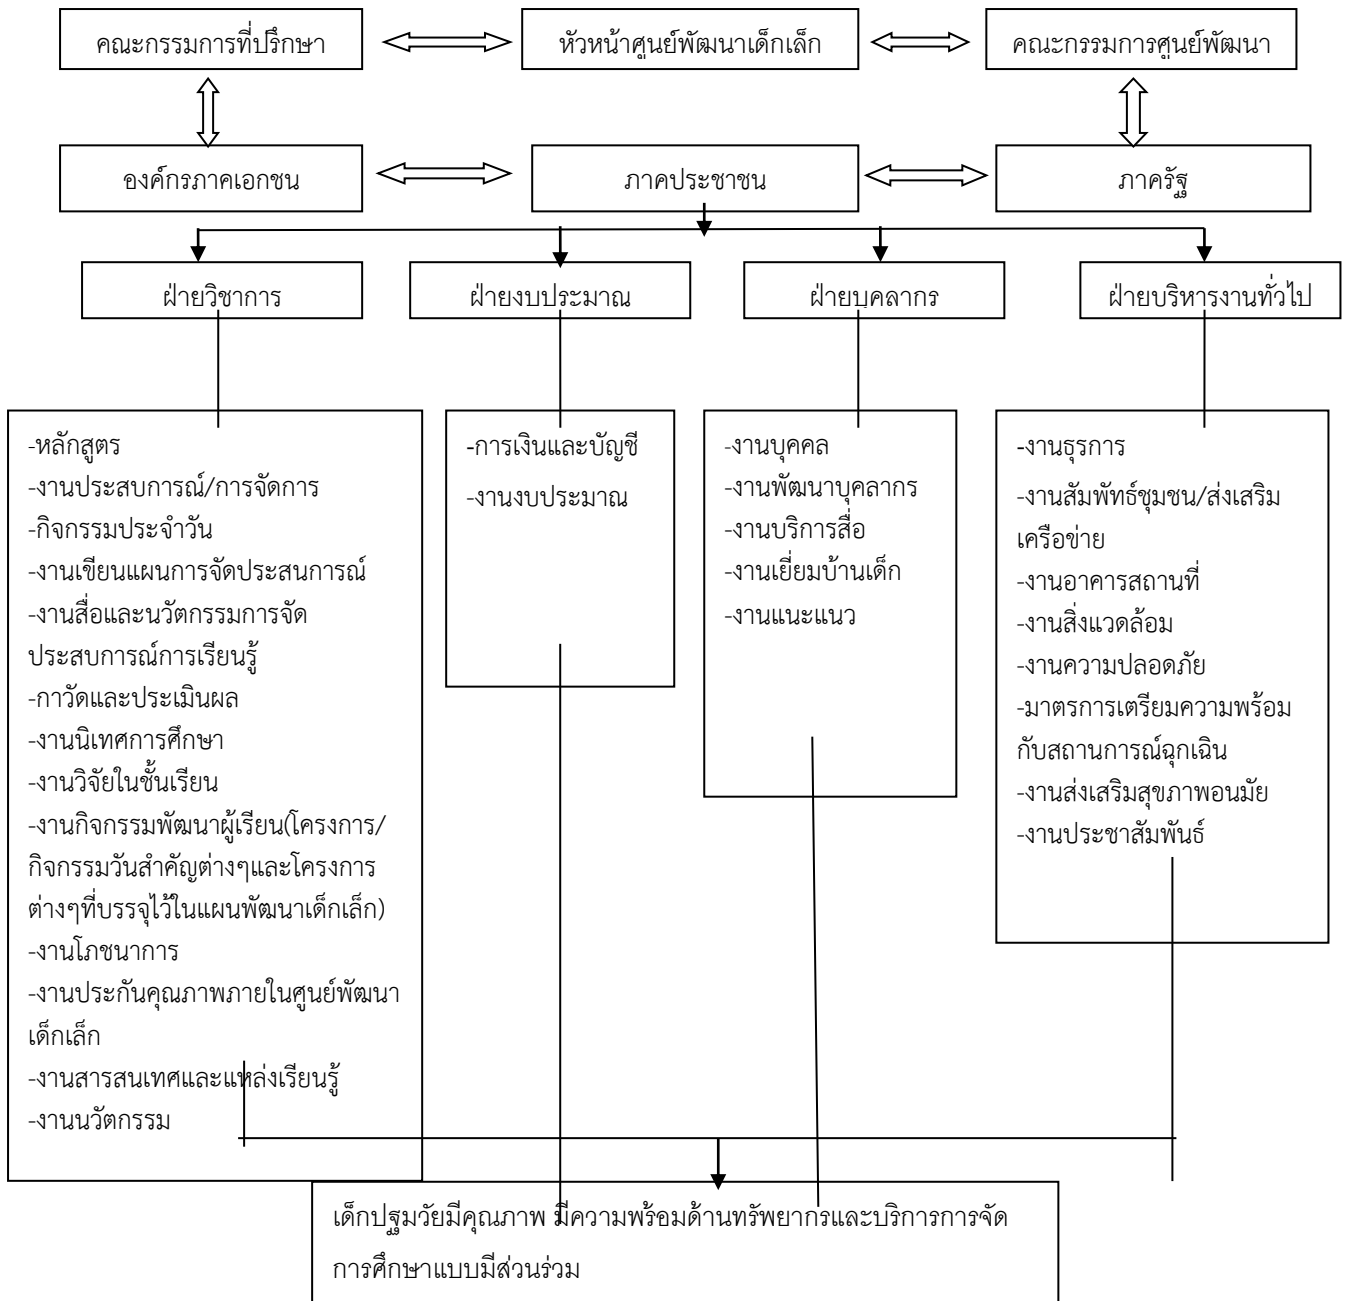 คณะกรรมการที่ปรึกษา
หัวหน้าศูนย์พัฒนาเด็กเล็ก
คณะกรรมการศูนย์พัฒนา
องค์กรภาคเอกชน
ภาคประชาชน
ภาครัฐ
ฝ่ายวิชาการ
ฝ่ายงบประมาณ
ฝ่ายบุคลากร
ฝ่ายบริหารงานทั่วไป
-หลักสูตร
-งานประสบการณ์/การจัดการ
-กิจกรรมประจำวัน
-งานเขียนแผนการจัดประสนการณ์
-งานสื่อและนวัตกรรมการจัด
ประสบการณ์การเรียนรู้
-กาวัดและประเมินผล
-งานนิเทศการศึกษา
-งานวิจัยในชั้นเรียน
-งานกิจกรรมพัฒนาผู้เรียน(โครงการ/
กิจกรรมวันสำคัญต่างๆและโครงการ
ต่างๆที่บรรจุไว้ในแผนพัฒนาเด็กเล็ก)
-งานโภชนาการ
-งานประกันคุณภาพภายในศูนย์พัฒนา
เด็กเล็ก
-งานสารสนเทศและแหล่งเรียนรู้
-งานนวัตกรรม
-การเงินและบัญชี
-งานงบประมาณ
-งานบุคคล
-งานพัฒนาบุคลากร
-งานบริการสื่อ
-งานเยี่ยมบ้านเด็ก
-งานแนะแนว
-งานธุรการ
-งานสัมพัทธ์ชุมชน/ส่งเสริม
เครือข่าย
-งานอาคารสถานที่
-งานสิ่งแวดล้อม
-งานความปลอดภัย
-มาตรการเตรียมความพร้อม
กับสถานการณ์ฉุกเฉิน
-งานส่งเสริมสุขภาพอนมัย
-งานประชาสัมพันธ์
เด็กปฐมวัยมีคุณภาพ มีความพร้อมด้านทรัพยากรและบริการการจัด
การศึกษาแบบมีส่วนร่วม